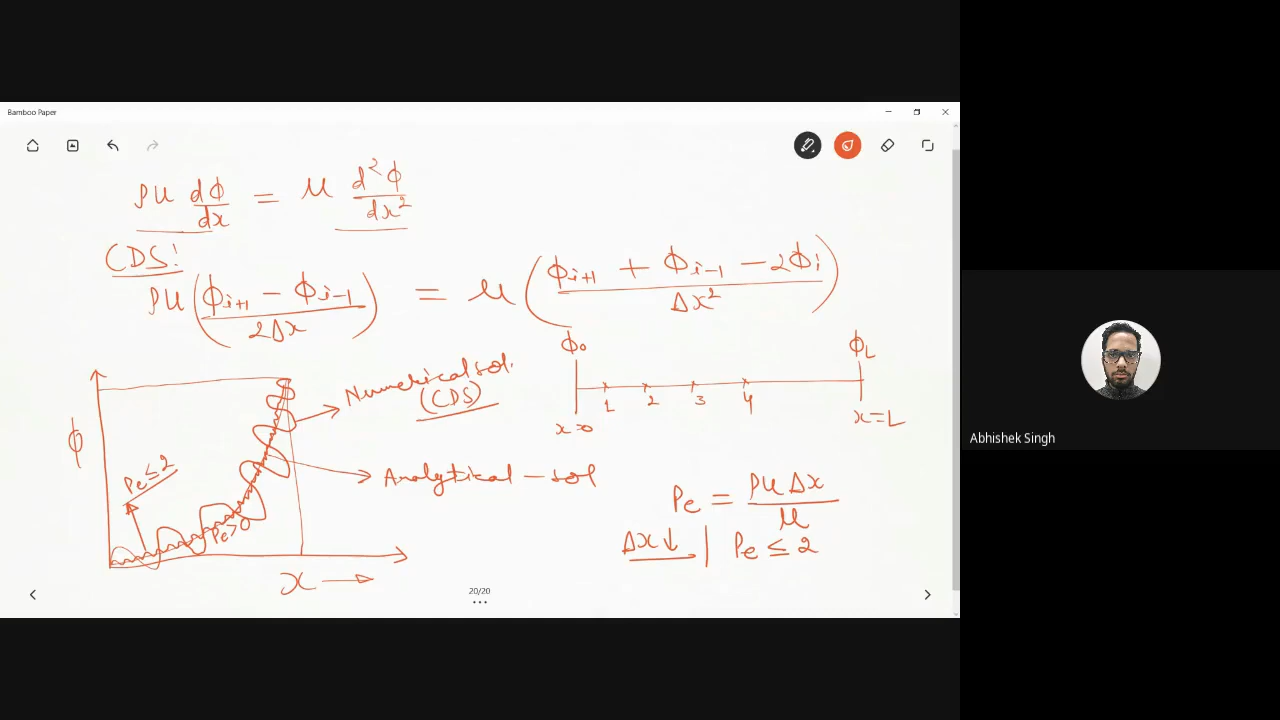 Bamboo Paper
ρu dϕ/dx = μ d²ϕ/dx²
CDS:
ρu (ϕi+1 − ϕi−1 / 2Δx) = μ (ϕi+1 + ϕi−1 − 2ϕi / Δx²)
ϕ0 ϕL
1 2 3 4
x=0 x=L
Numerical sol.
(CDS)
ϕ
Pe ≤ 2
Analytical – sol
Pe > 0
Pe = ρuΔx / μ
Δx↓ | Pe ≤ 2
x →
20/20
Abhishek Singh